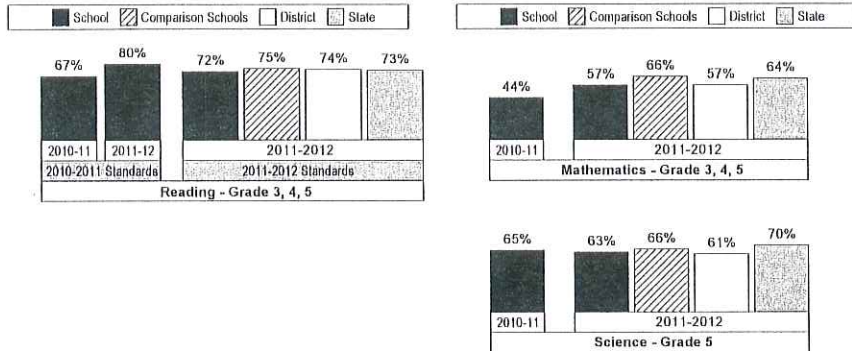 School Comparison Schools District State
67% 80% 72% 75% 74% 73%
2010-11 2011-12 2011-2012
2010-2011 Standards 2011-2012 Standards
Reading - Grade 3, 4, 5
School Comparison Schools District State
44% 57% 66% 57% 64%
2010-11 2011-2012
Mathematics - Grade 3, 4, 5
65% 63% 66% 61% 70%
2010-11 2011-2012
Science - Grade 5